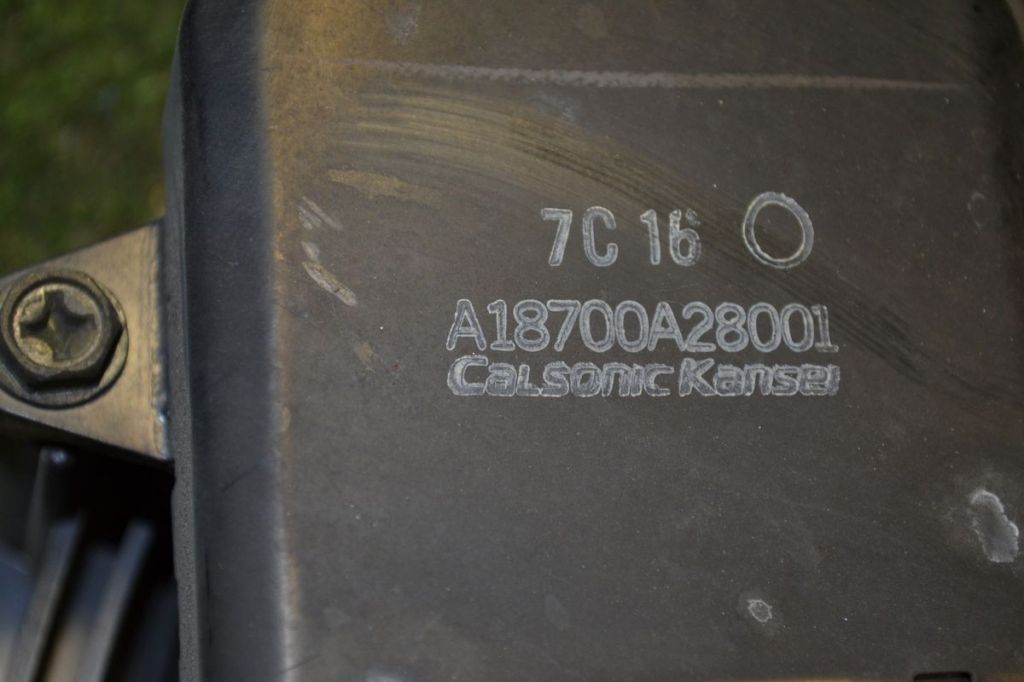 7C 16 O
A18700A28001
CALSONIC KANSEI